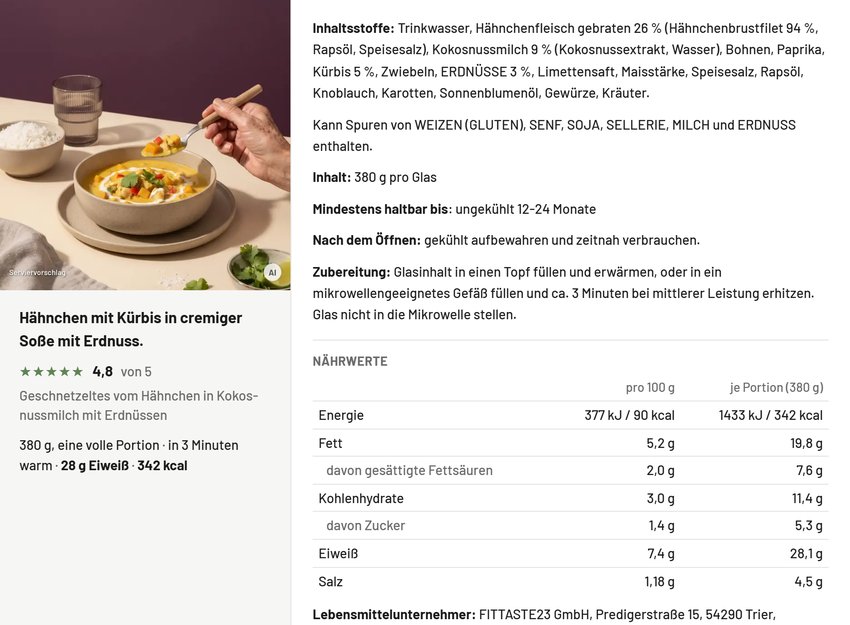 Serviervorschlag
AI
Hähnchen mit Kürbis in cremiger
Soße mit Erdnuss.
★★★★★ 4,8 von 5
Geschnetzeltes vom Hähnchen in Kokos-
nussmilch mit Erdnüssen
380 g, eine volle Portion · in 3 Minuten
warm · 28 g Eiweiß · 342 kcal
Inhaltsstoffe: Trinkwasser, Hähnchenfleisch gebraten 26 % (Hähnchenbrustfilet 94 %,
Rapsöl, Speisesalz), Kokosnussmilch 9 % (Kokosnussextrakt, Wasser), Bohnen, Paprika,
Kürbis 5 %, Zwiebeln, ERDNÜSSE 3 %, Limettensaft, Maisstärke, Speisesalz, Rapsöl,
Knoblauch, Karotten, Sonnenblumenöl, Gewürze, Kräuter.
Kann Spuren von WEIZEN (GLUTEN), SENF, SOJA, SELLERIE, MILCH und ERDNUSS
enthalten.
Inhalt: 380 g pro Glas
Mindestens haltbar bis: ungekühlt 12-24 Monate
Nach dem Öffnen: gekühlt aufbewahren und zeitnah verbrauchen.
Zubereitung: Glasinhalt in einen Topf füllen und erwärmen, oder in ein
mikrowellengeeignetes Gefäß füllen und ca. 3 Minuten bei mittlerer Leistung erhitzen.
Glas nicht in die Mikrowelle stellen.
NÄHRWERTE
pro 100 g je Portion (380 g)
Energie 377 kJ / 90 kcal 1433 kJ / 342 kcal
Fett 5,2 g 19,8 g
davon gesättigte Fettsäuren 2,0 g 7,6 g
Kohlenhydrate 3,0 g 11,4 g
davon Zucker 1,4 g 5,3 g
Eiweiß 7,4 g 28,1 g
Salz 1,18 g 4,5 g
Lebensmittelunternehmer: FITTASTE23 GmbH, Predigerstraße 15, 54290 Trier,